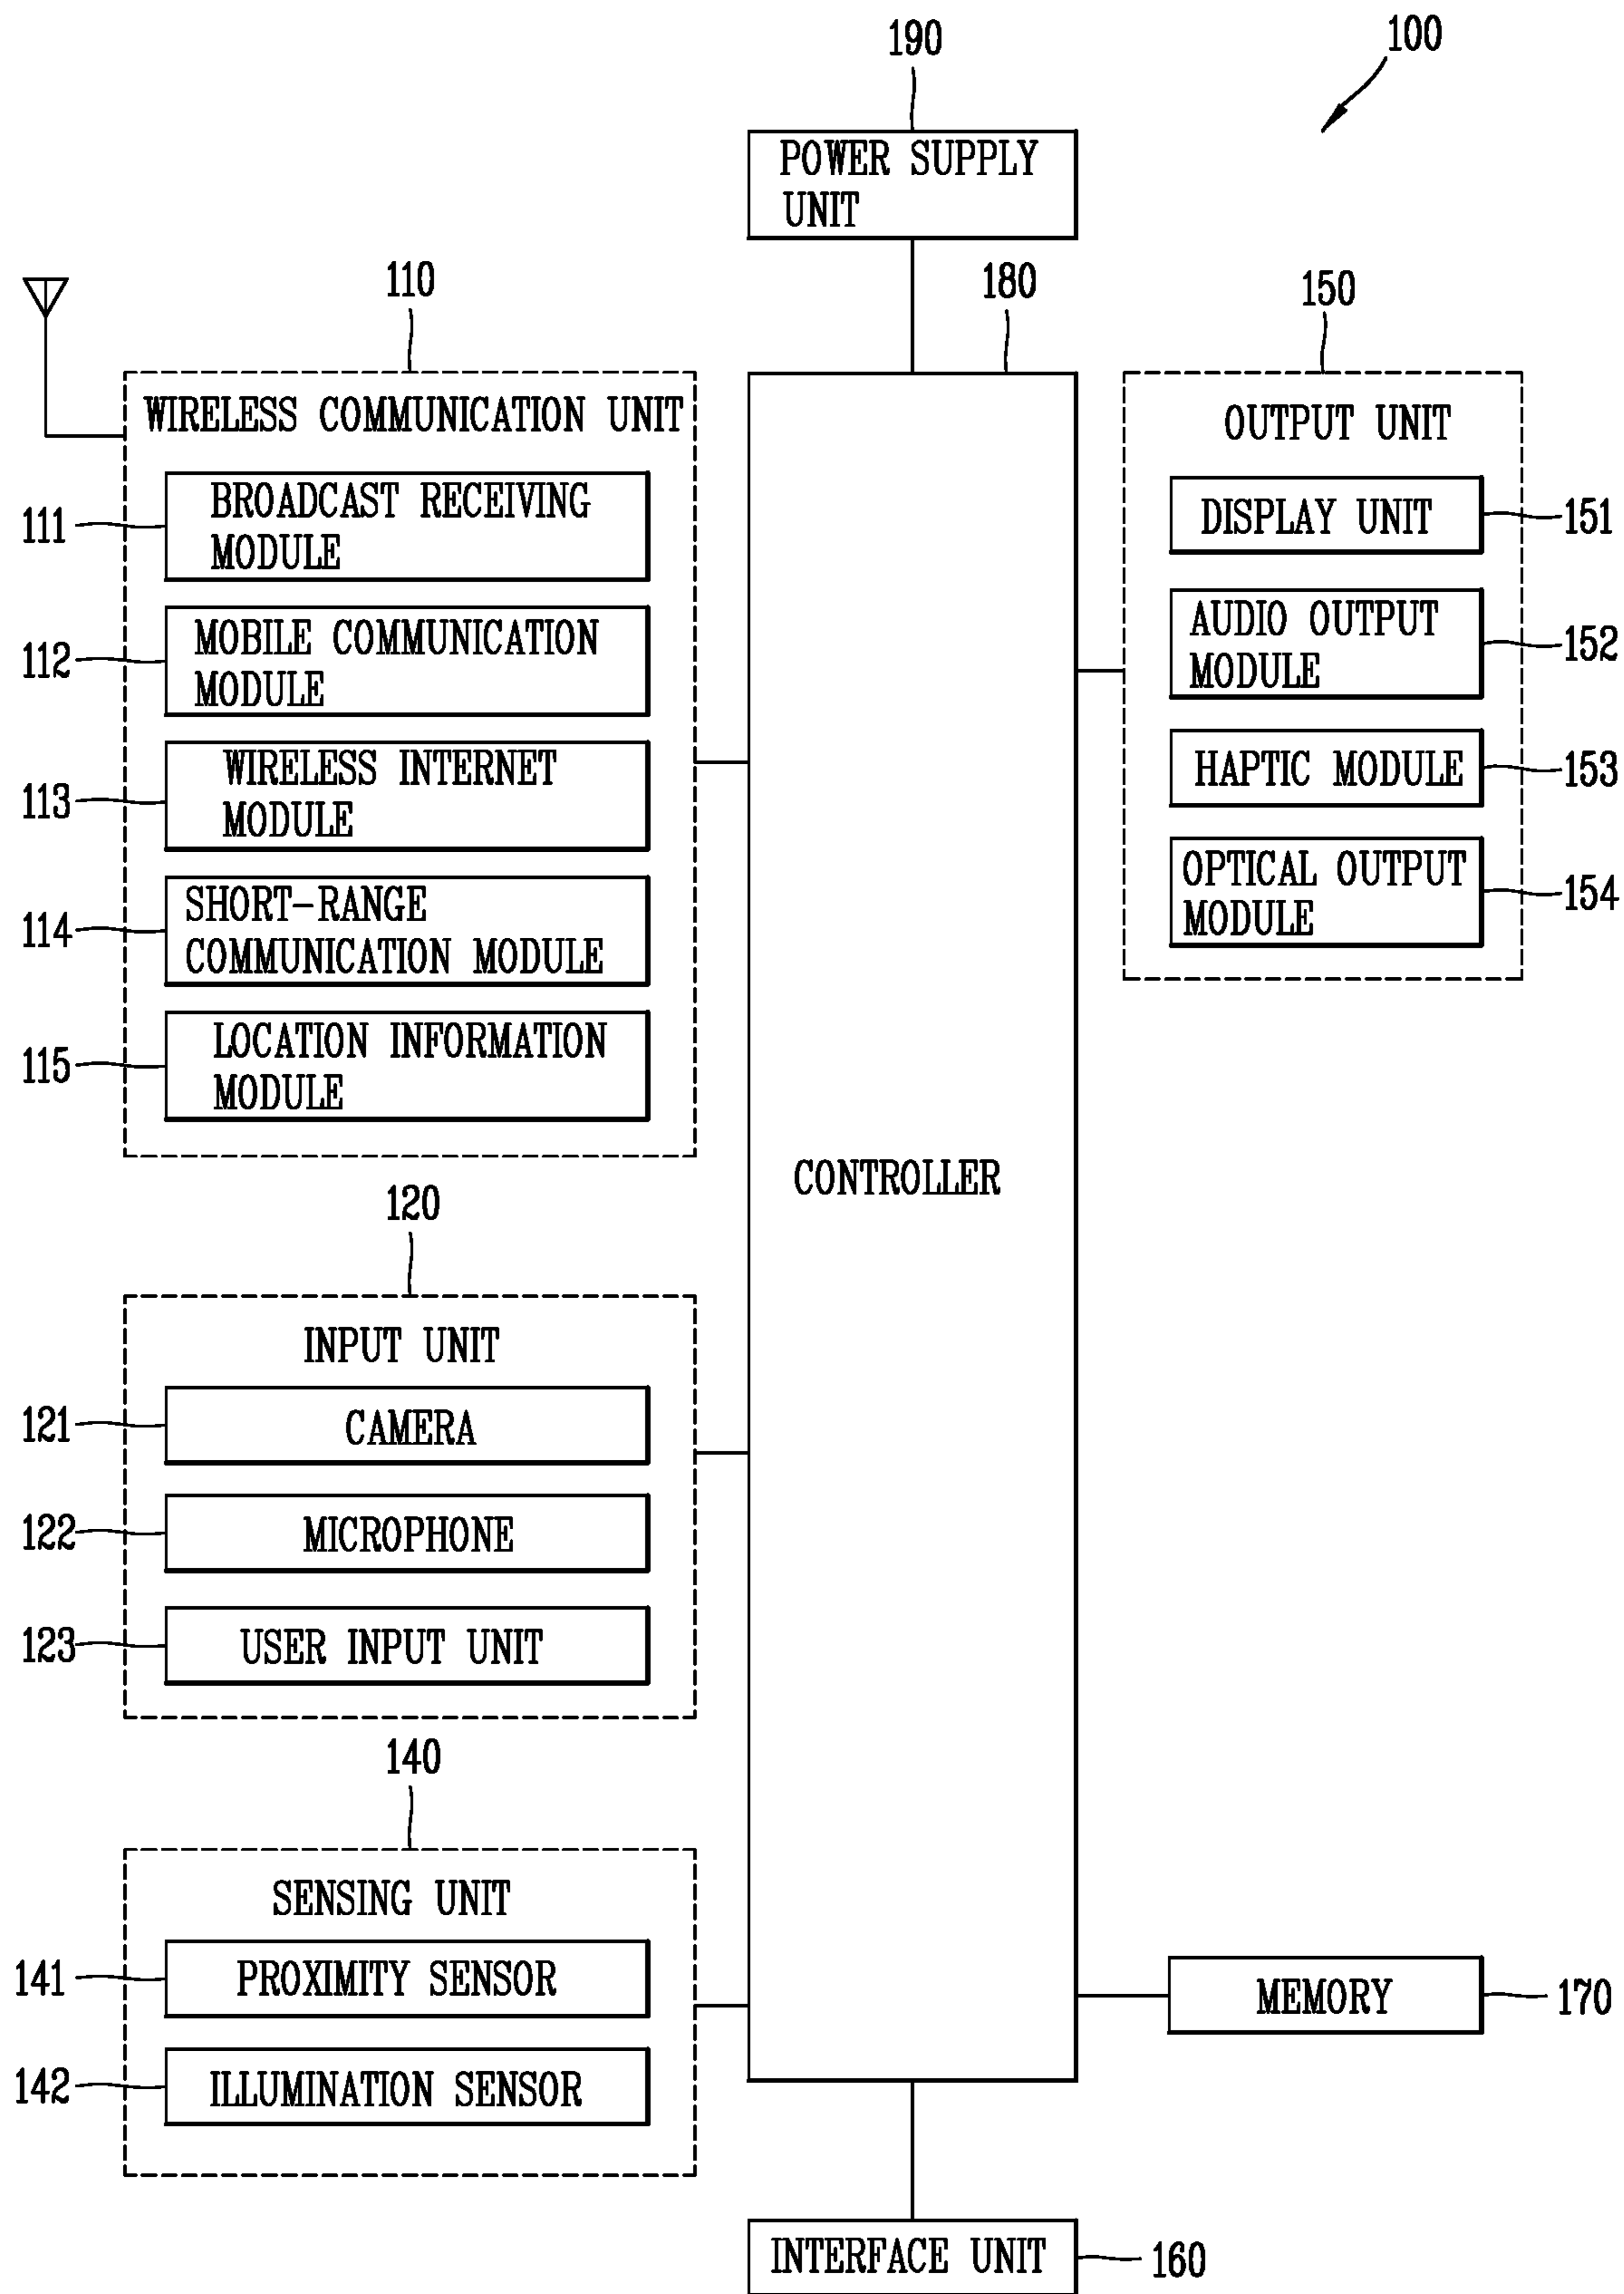 190
100
POWER SUPPLY
UNIT
110
180
150
WIRELESS COMMUNICATION UNIT
111
BROADCAST RECEIVING
MODULE
112
MOBILE COMMUNICATION
MODULE
113
WIRELESS INTERNET
MODULE
114
SHORT-RANGE
COMMUNICATION MODULE
115
LOCATION INFORMATION
MODULE
120
INPUT UNIT
121
CAMERA
122
MICROPHONE
123
USER INPUT UNIT
140
SENSING UNIT
141
PROXIMITY SENSOR
142
ILLUMINATION SENSOR
CONTROLLER
OUTPUT UNIT
DISPLAY UNIT
151
AUDIO OUTPUT
MODULE
152
HAPTIC MODULE
153
OPTICAL OUTPUT
MODULE
154
MEMORY
170
INTERFACE UNIT
160